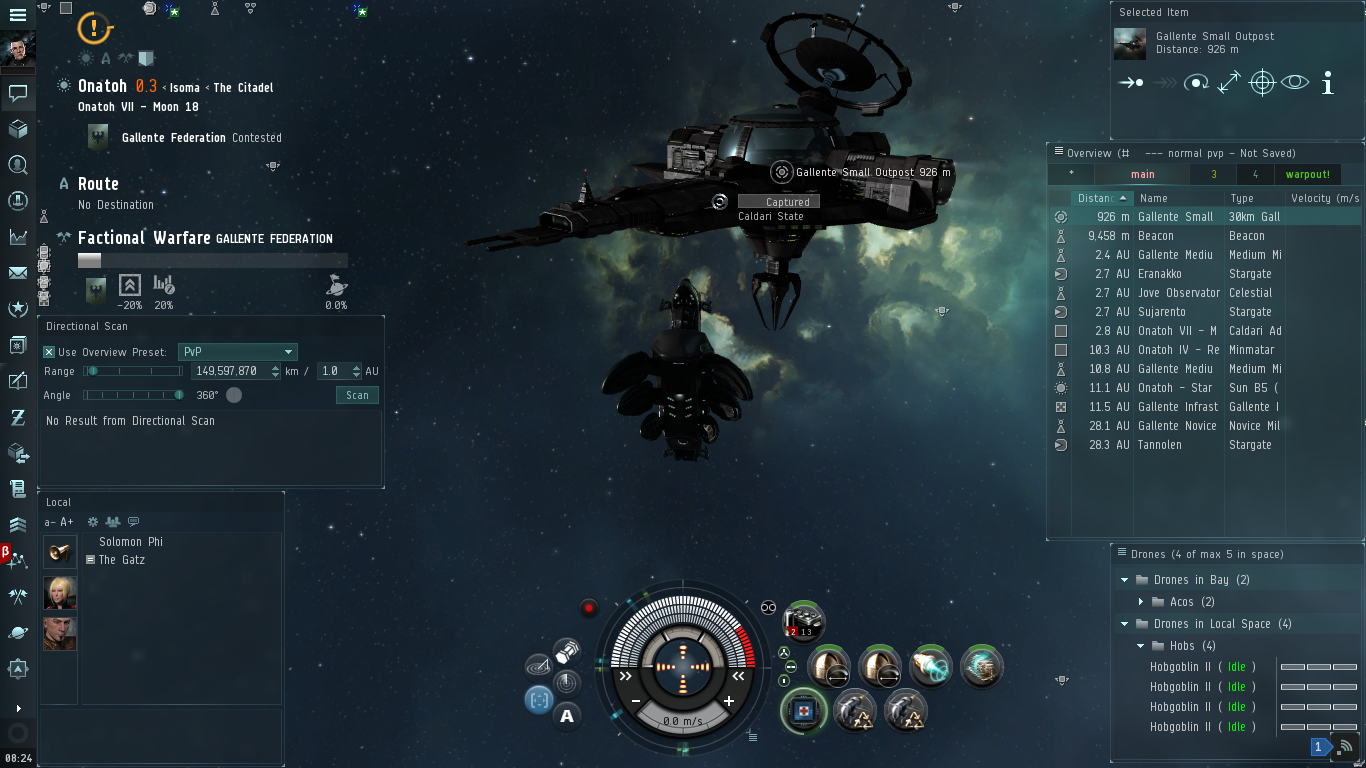 Onatoh 0.3 < Isoma < The Citadel
Onatoh VII - Moon 18
Gallente Federation Contested
Route
No Destination
Factional Warfare GALLENTE FEDERATION
-20% 20% 0.0%
Directional Scan
Use Overview Preset: PvP
Range 149,597,870 km / 1.0 AU
Angle 360° Scan
No Result from Directional Scan
Local
a- A+
Solomon Phi
The Gatz
β
08:24
Gallente Small Outpost 926 m
Captured
Caldari State
A
0.0 m/s
2 13
Selected Item
Gallente Small Outpost
Distance: 926 m
Overview (⌗ --- normal pvp - Not Saved)
* main 3 4 warpout!
Distanc Name Type Velocity (m/s
926 m Gallente Small 30km Gall
9,458 m Beacon Beacon
2.4 AU Gallente Mediu Medium Mi
2.7 AU Eranakko Stargate
2.7 AU Jove Observator Celestial
2.7 AU Sujarento Stargate
2.8 AU Onatoh VII - M Caldari Ad
10.3 AU Onatoh IV - Re Minmatar
10.8 AU Gallente Mediu Medium Mi
11.1 AU Onatoh - Star Sun B5 (
11.5 AU Gallente Infrast Gallente I
28.1 AU Gallente Novice Novice Mil
28.3 AU Tannolen Stargate
Drones (4 of max 5 in space)
Drones in Bay (2)
Acos (2)
Drones in Local Space (4)
Hobs (4)
Hobgoblin II ( Idle )
Hobgoblin II ( Idle )
Hobgoblin II ( Idle )
Hobgoblin II ( Idle )
1